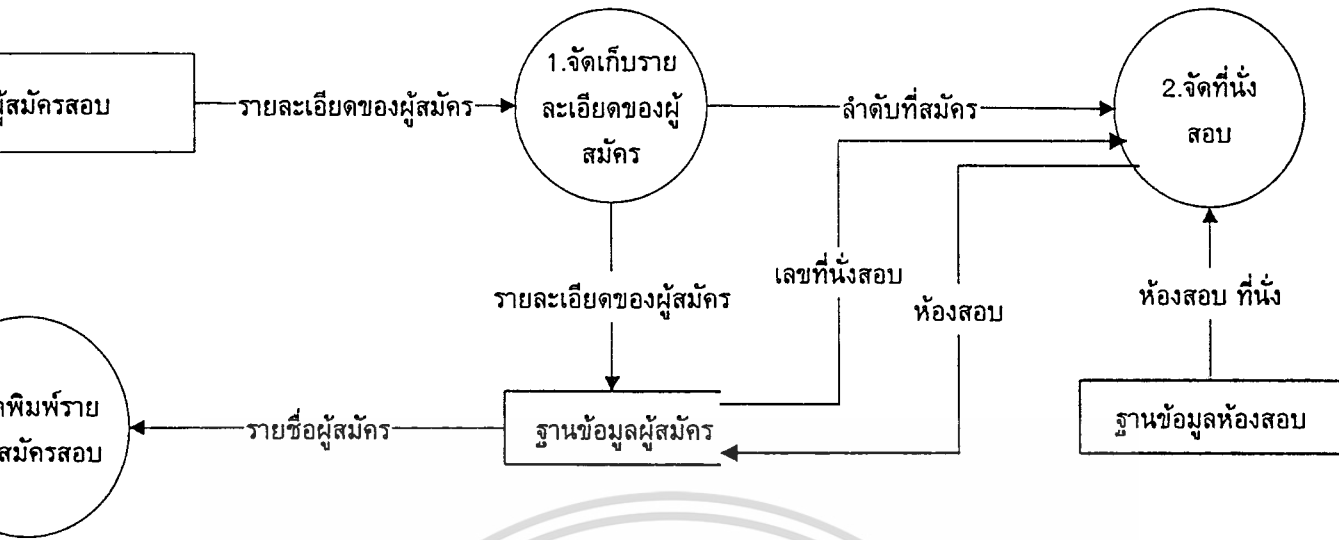 ผู้สมัครสอบ
รายละเอียดของผู้สมัคร
1.จัดเก็บราย
ละเอียดของผู้
สมัคร
ลำดับที่สมัคร
2.จัดที่นั่ง
สอบ
รายละเอียดของผู้สมัคร
เลขที่นั่งสอบ
ห้องสอบ
ห้องสอบ ที่นั่ง
พิมพ์ราย
สมัครสอบ
รายชื่อผู้สมัคร
ฐานข้อมูลผู้สมัคร
ฐานข้อมูลห้องสอบ